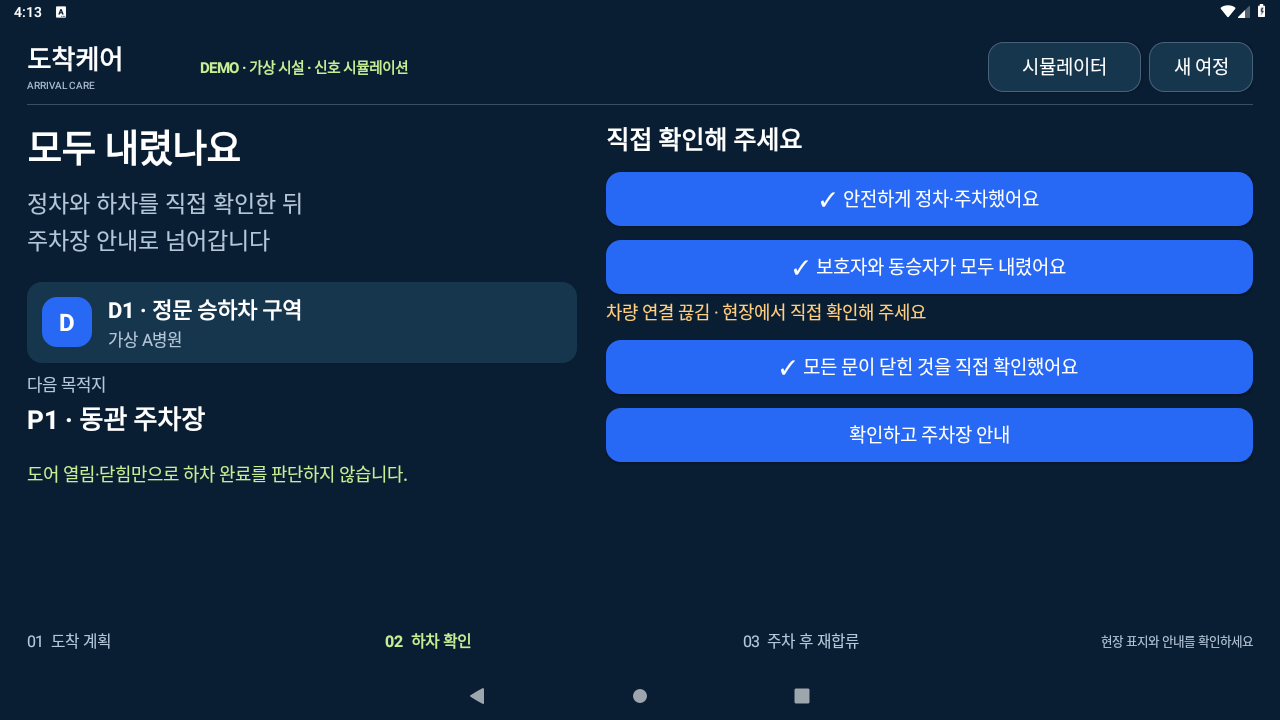 4:13
도착케어
ARRIVAL CARE
DEMO · 가상 시설 · 신호 시뮬레이션
시뮬레이터
새 여정
모두 내렸나요
정차와 하차를 직접 확인한 뒤
주차장 안내로 넘어갑니다
D
D1 · 정문 승하차 구역
가상 A병원
다음 목적지
P1 · 동관 주차장
도어 열림·닫힘만으로 하차 완료를 판단하지 않습니다.
직접 확인해 주세요
✓ 안전하게 정차·주차했어요
✓ 보호자와 동승자가 모두 내렸어요
차량 연결 끊김 · 현장에서 직접 확인해 주세요
✓ 모든 문이 닫힌 것을 직접 확인했어요
확인하고 주차장 안내
01 도착 계획
02 하차 확인
03 주차 후 재합류
현장 표지와 안내를 확인하세요